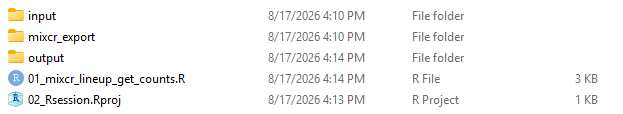 input 8/17/2026 4:10 PM File folder
mixcr_export 8/17/2026 4:10 PM File folder
output 8/17/2026 4:14 PM File folder
R 01_mixcr_lineup_get_counts.R 8/17/2026 4:14 PM R File 3 KB
R 02_Rsession.Rproj 8/17/2026 4:13 PM R Project 1 KB